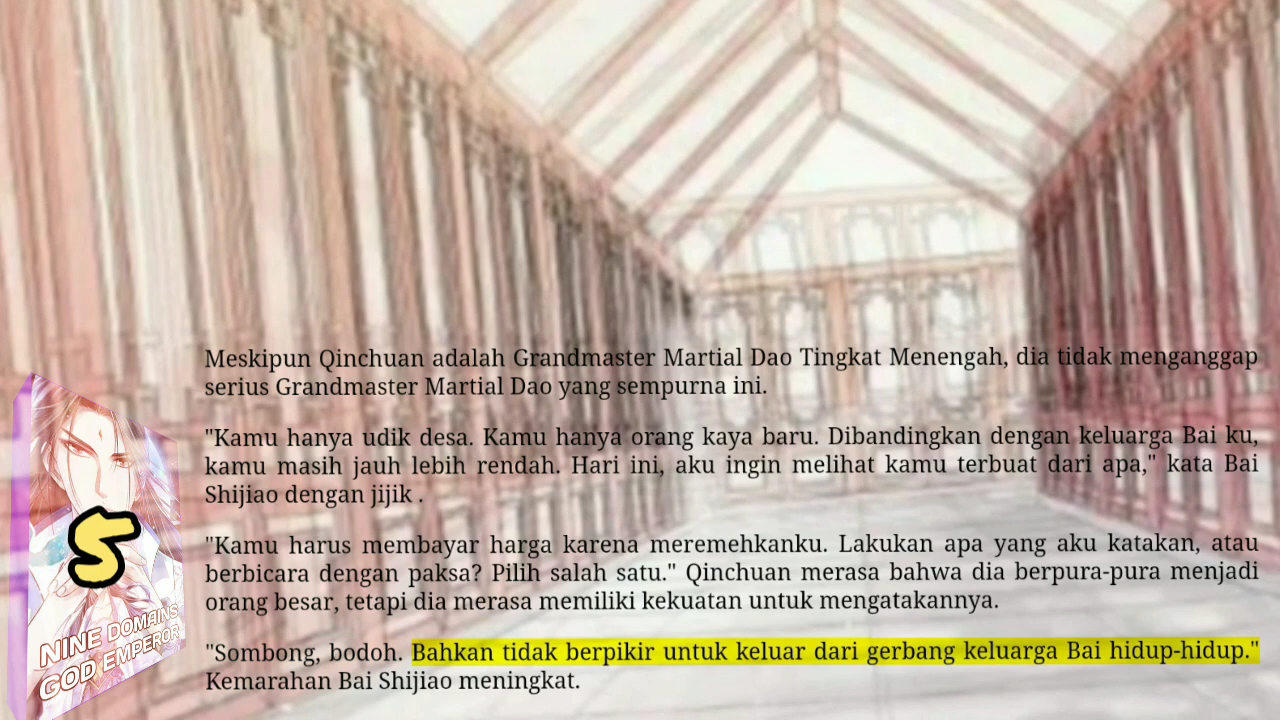 Meskipun Qinchuan adalah Grandmaster Martial Dao Tingkat Menengah, dia tidak menganggap
serius Grandmaster Martial Dao yang sempurna ini.
"Kamu hanya udik desa. Kamu hanya orang kaya baru. Dibandingkan dengan keluarga Bai ku,
kamu masih jauh lebih rendah. Hari ini, aku ingin melihat kamu terbuat dari apa," kata Bai
Shijiao dengan jijik .
"Kamu harus membayar harga karena meremehkanku. Lakukan apa yang aku katakan, atau
berbicara dengan paksa? Pilih salah satu." Qinchuan merasa bahwa dia berpura-pura menjadi
orang besar, tetapi dia merasa memiliki kekuatan untuk mengatakannya.
"Sombong, bodoh. Bahkan tidak berpikir untuk keluar dari gerbang keluarga Bai hidup-hidup."
Kemarahan Bai Shijiao meningkat.
5
NINE DOMAINS
GOD EMPEROR